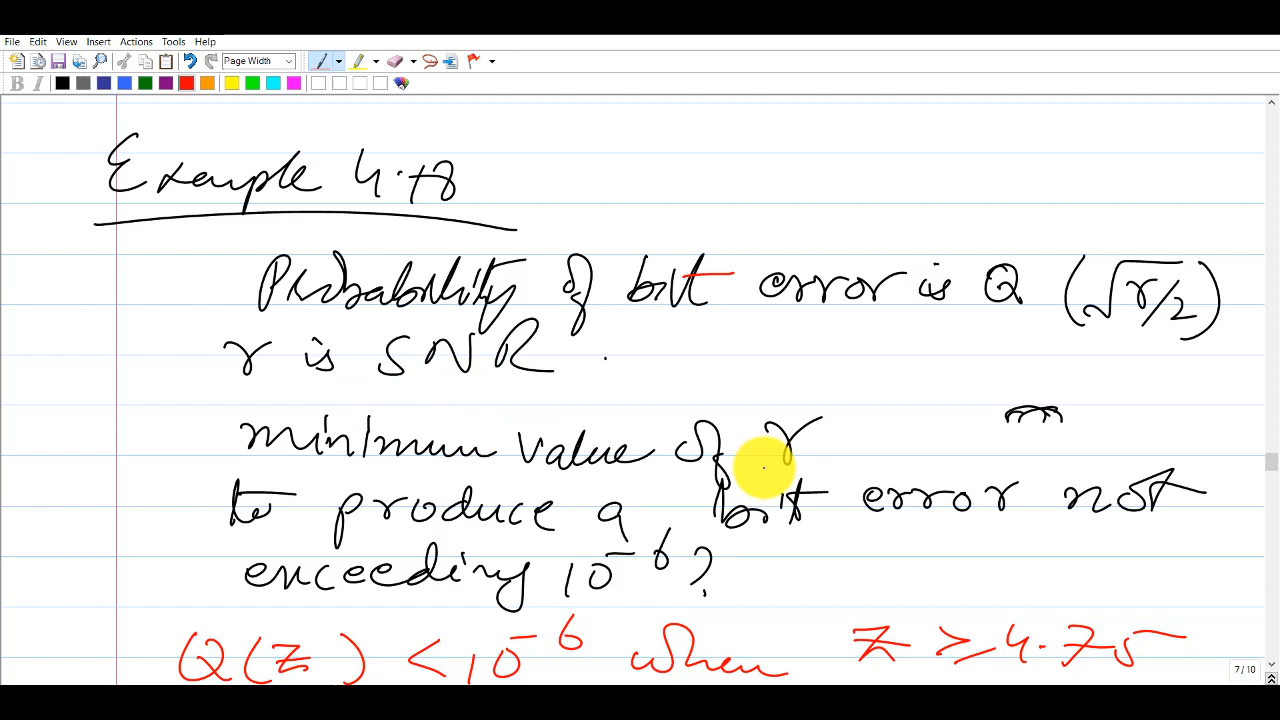 File Edit View Insert Actions Tools Help
Page Width
B I
Example 4.18
Probability of bit error is Q (√r/2)
r is SNR.
minimum value of r
to produce a bit error not
exceeding 10⁻⁶?
Q(z) < 10⁻⁶ when z ≥ 4.75
7 / 10